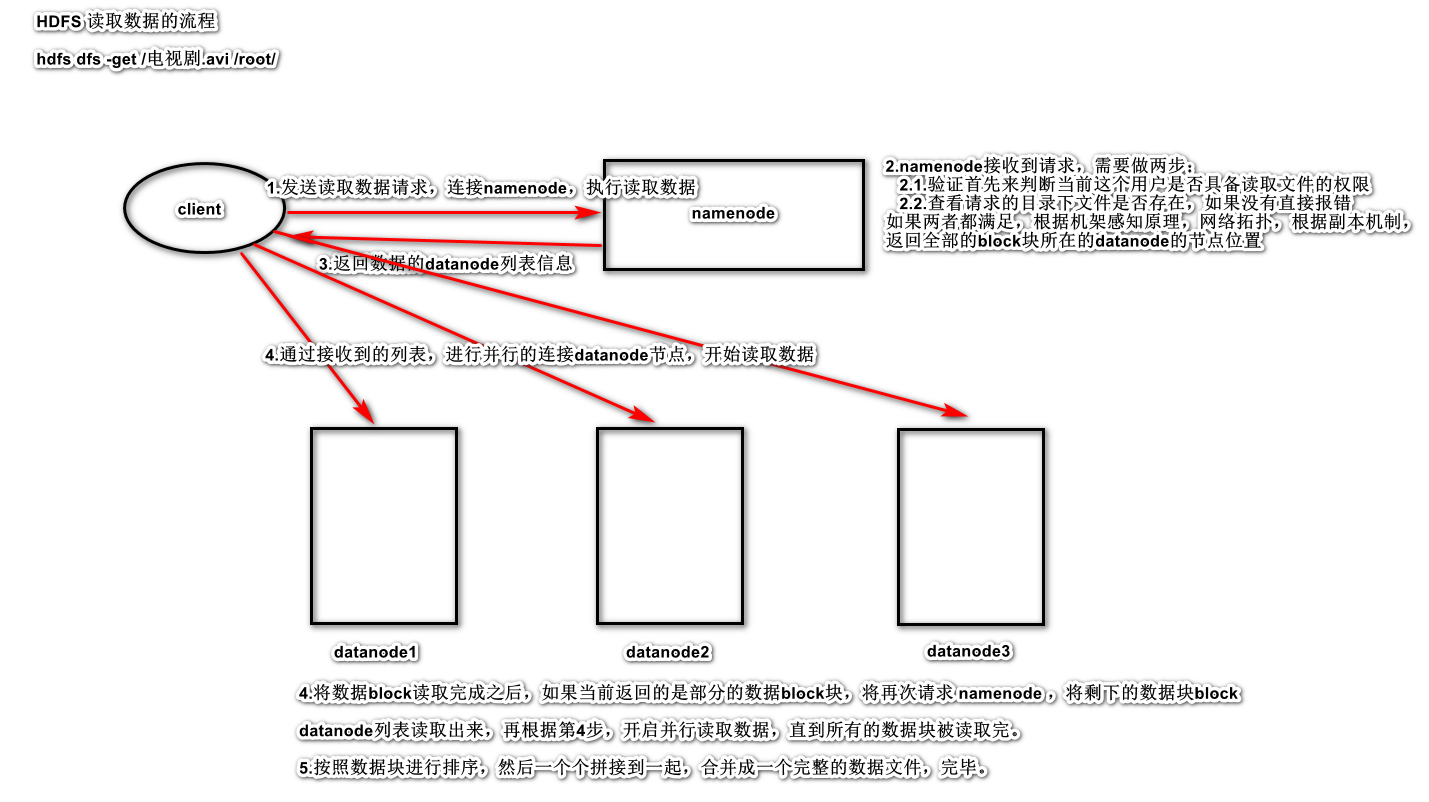 HDFS 读取数据的流程
hdfs dfs -get /电视剧.avi /root/
client
1.发送读取数据请求，连接namenode，执行读取数据
namenode
2.namenode接收到请求，需要做两步：
2.1.验证首先来判断当前这个用户是否具备读取文件的权限
2.2.查看请求的目录下文件是否存在，如果没有直接报错
如果两者都满足，根据机架感知原理，网络拓扑，根据副本机制，
返回全部的block块所在的datanode的节点位置
3.返回数据的datanode列表信息
4.通过接收到的列表，进行并行的连接datanode节点，开始读取数据
datanode1
datanode2
datanode3
4.将数据block读取完成之后，如果当前返回的是部分的数据block块，将再次请求 namenode，将剩下的数据块block
datanode列表读取出来，再根据第4步，开启并行读取数据，直到所有的数据块被读取完。
5.按照数据块进行排序，然后一个个拼接到一起，合并成一个完整的数据文件，完毕。